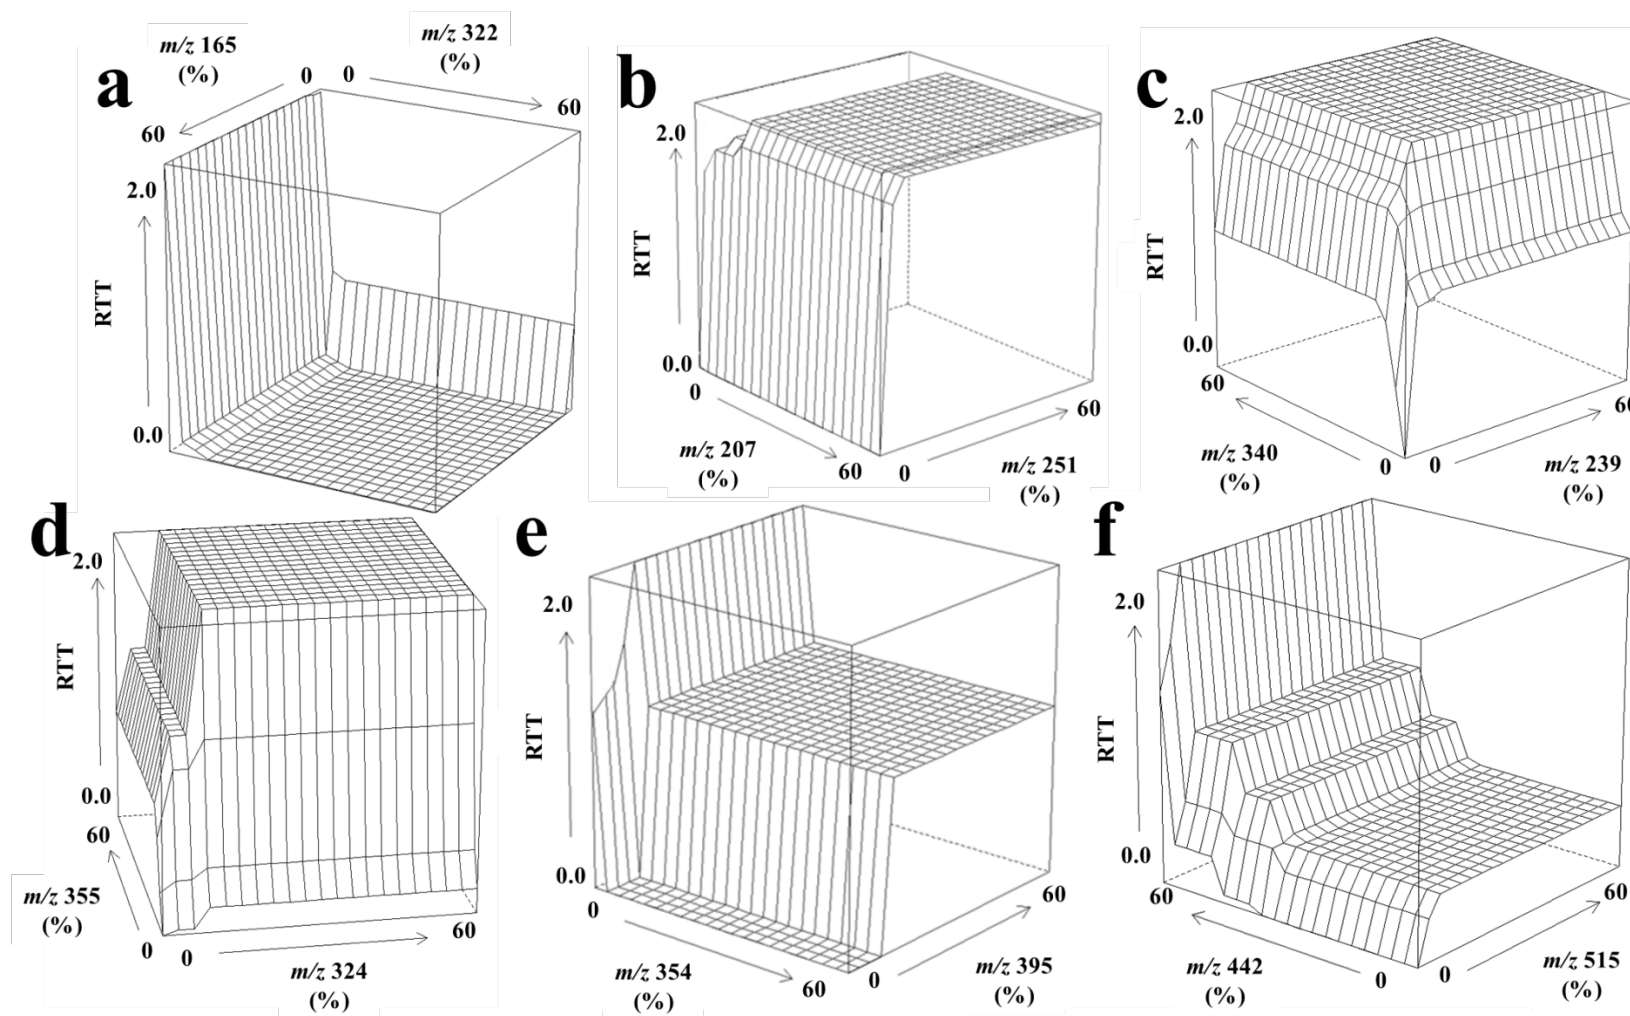 a
m/z 165
(%)
m/z 322
(%)
0 0
60
60
2.0
RTT
0.0
b
2.0
RTT
0.0
0
m/z 207
(%)
60
0
m/z 251
(%)
60
c
2.0
RTT
0.0
60
m/z 340
(%)
0
0
m/z 239
(%)
60
d
2.0
RTT
0.0
60
m/z 355
(%)
0
0
m/z 324
(%)
60
e
2.0
RTT
0.0
0
m/z 354
(%)
60
0
m/z 395
(%)
60
f
2.0
RTT
0.0
60
m/z 442
(%)
0
0
m/z 515
(%)
60